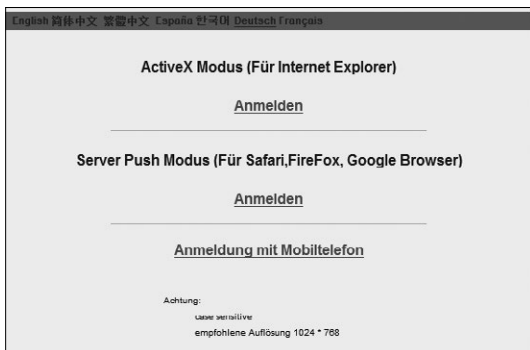 English 简体中文 繁體中文 España 한국어 Deutsch Français
ActiveX Modus (Für Internet Explorer)
Anmelden
Server Push Modus (Für Safari,FireFox, Google Browser)
Anmelden
Anmeldung mit Mobiltelefon
Achtung:
case sensitive
empfohlene Auflösung 1024 * 768